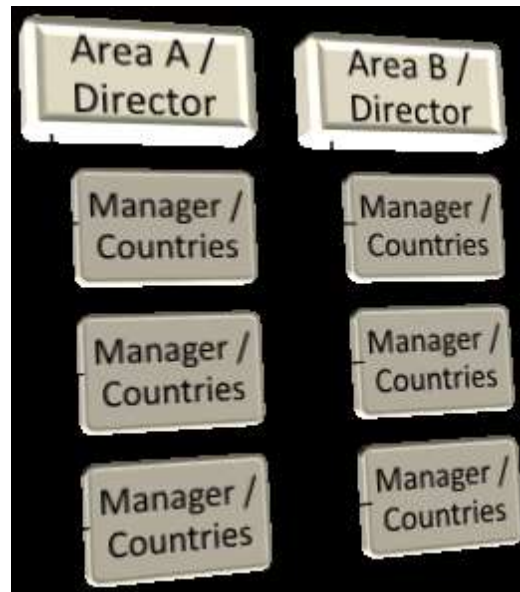 Area A /
Director
Manager /
Countries
Manager /
Countries
Manager /
Countries
Area B /
Director
Manager /
Countries
Manager /
Countries
Manager /
Countries